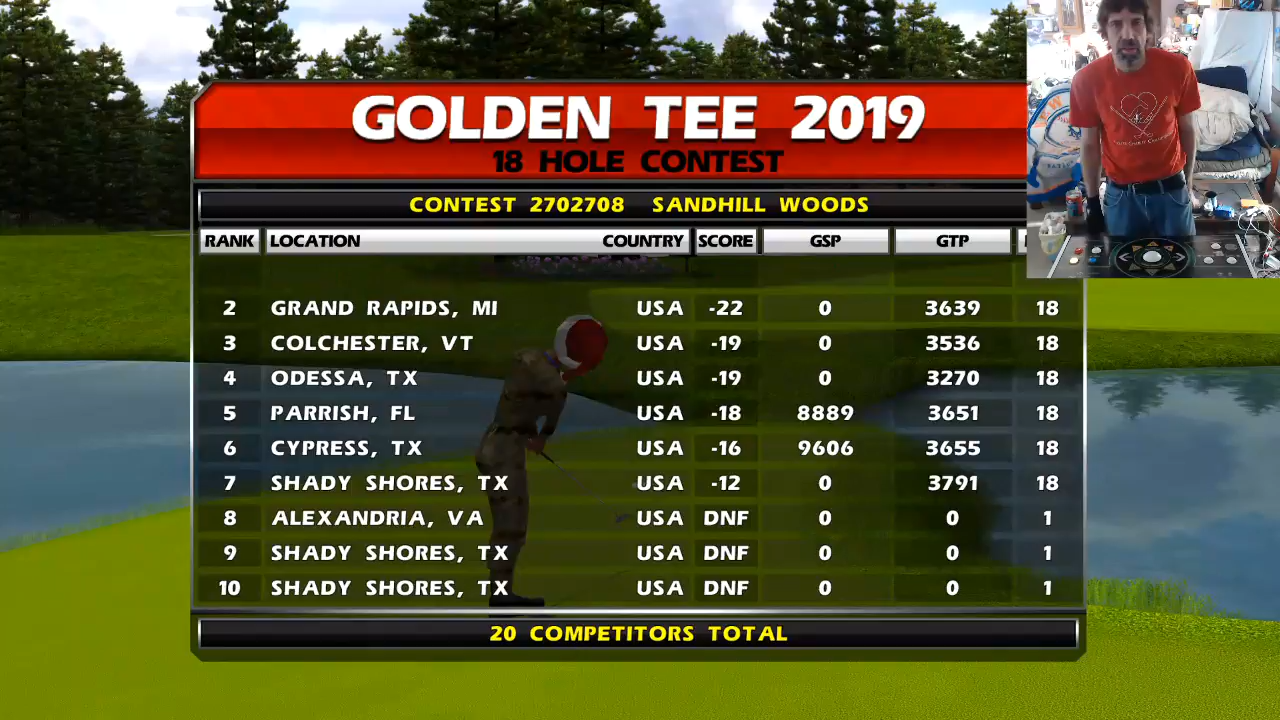 GOLDEN TEE 2019
18 HOLE CONTEST
CONTEST 2702708 SANDHILL WOODS
RANK LOCATION COUNTRY SCORE GSP GTP
2 GRAND RAPIDS, MI USA -22 0 3639 18
3 COLCHESTER, VT USA -19 0 3536 18
4 ODESSA, TX USA -19 0 3270 18
5 PARRISH, FL USA -18 8889 3651 18
6 CYPRESS, TX USA -16 9606 3655 18
7 SHADY SHORES, TX USA -12 0 3791 18
8 ALEXANDRIA, VA USA DNF 0 0 1
9 SHADY SHORES, TX USA DNF 0 0 1
10 SHADY SHORES, TX USA DNF 0 0 1
20 COMPETITORS TOTAL